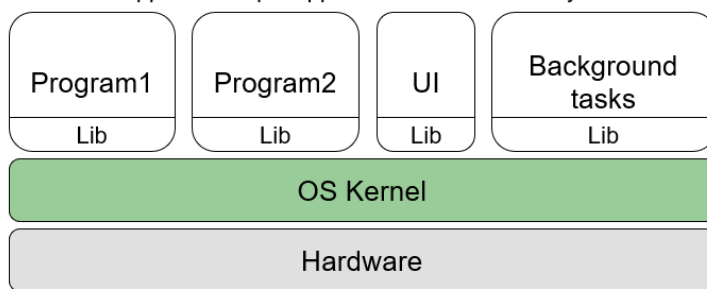 Program1
Program2
UI
Background
tasks
Lib
Lib
Lib
Lib
OS Kernel
Hardware